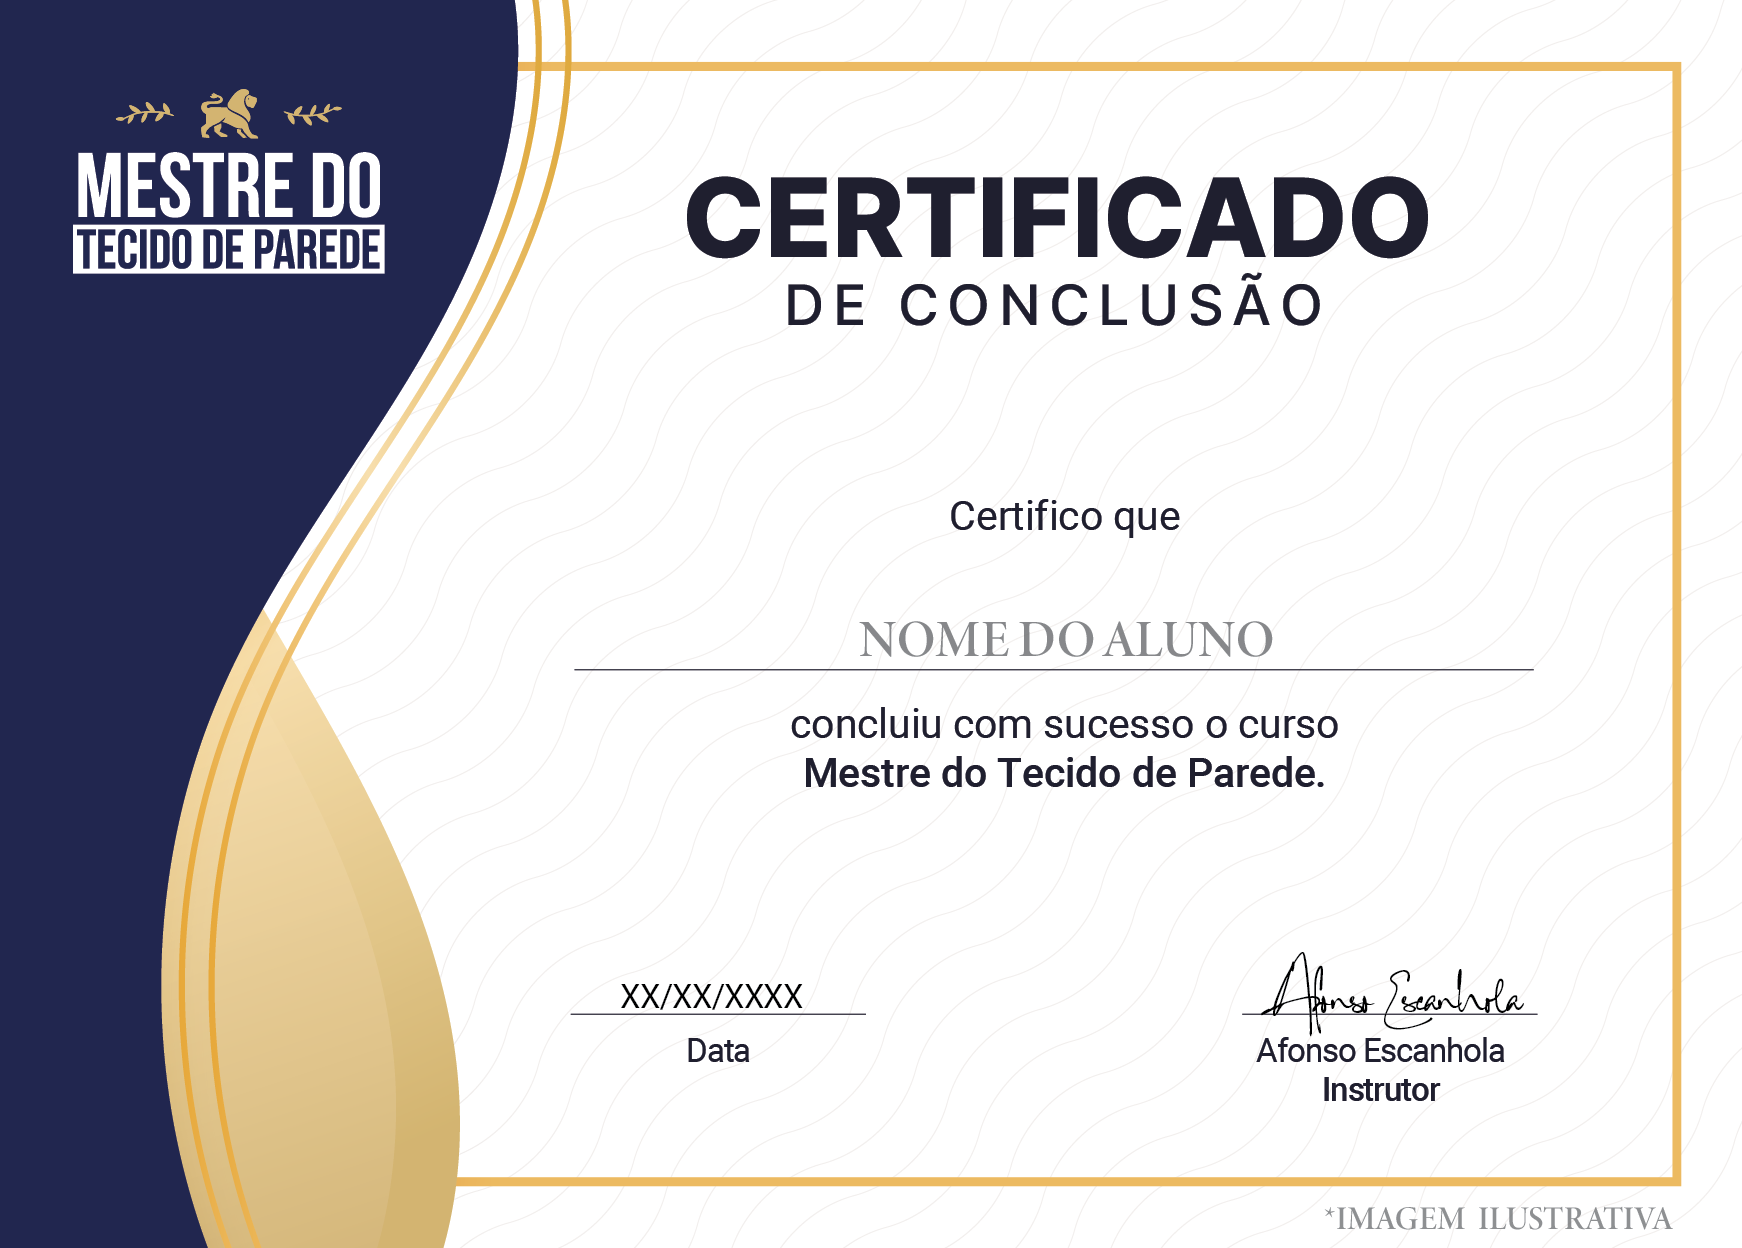 MESTRE DO
TECIDO DE PAREDE
CERTIFICADO
DE CONCLUSÃO
Certifico que
NOME DO ALUNO
concluiu com sucesso o curso
Mestre do Tecido de Parede.
XX/XX/XXXX
Data
Afonso Escanhola
Afonso Escanhola
Instrutor
*IMAGEM ILUSTRATIVA